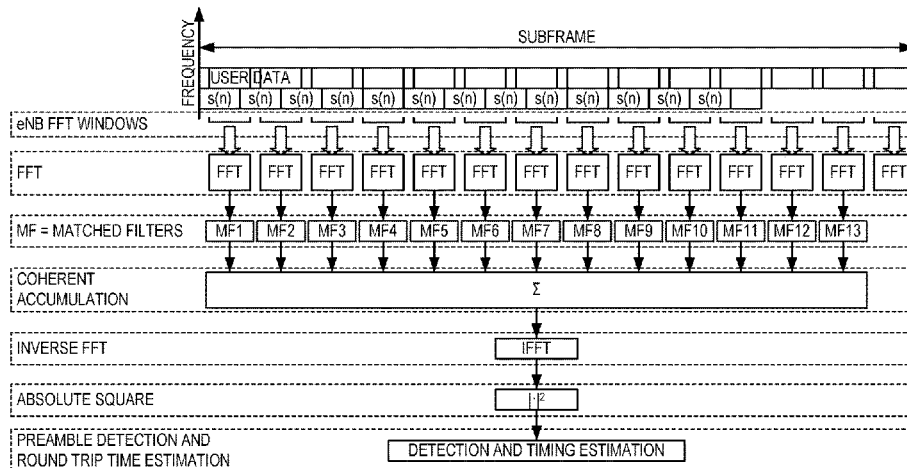 FREQUENCY
SUBFRAME
USER DATA
s(n) s(n) s(n) s(n) s(n) s(n) s(n) s(n) s(n) s(n) s(n) s(n) s(n)
eNB FFT WINDOWS
FFT
FFT FFT FFT FFT FFT FFT FFT FFT FFT FFT FFT FFT FFT FFT
MF = MATCHED FILTERS
MF1 MF2 MF3 MF4 MF5 MF6 MF7 MF8 MF9 MF10 MF11 MF12 MF13
COHERENT
ACCUMULATION
Σ
INVERSE FFT
IFFT
ABSOLUTE SQUARE
|·|²
PREAMBLE DETECTION AND
ROUND TRIP TIME ESTIMATION
DETECTION AND TIMING ESTIMATION